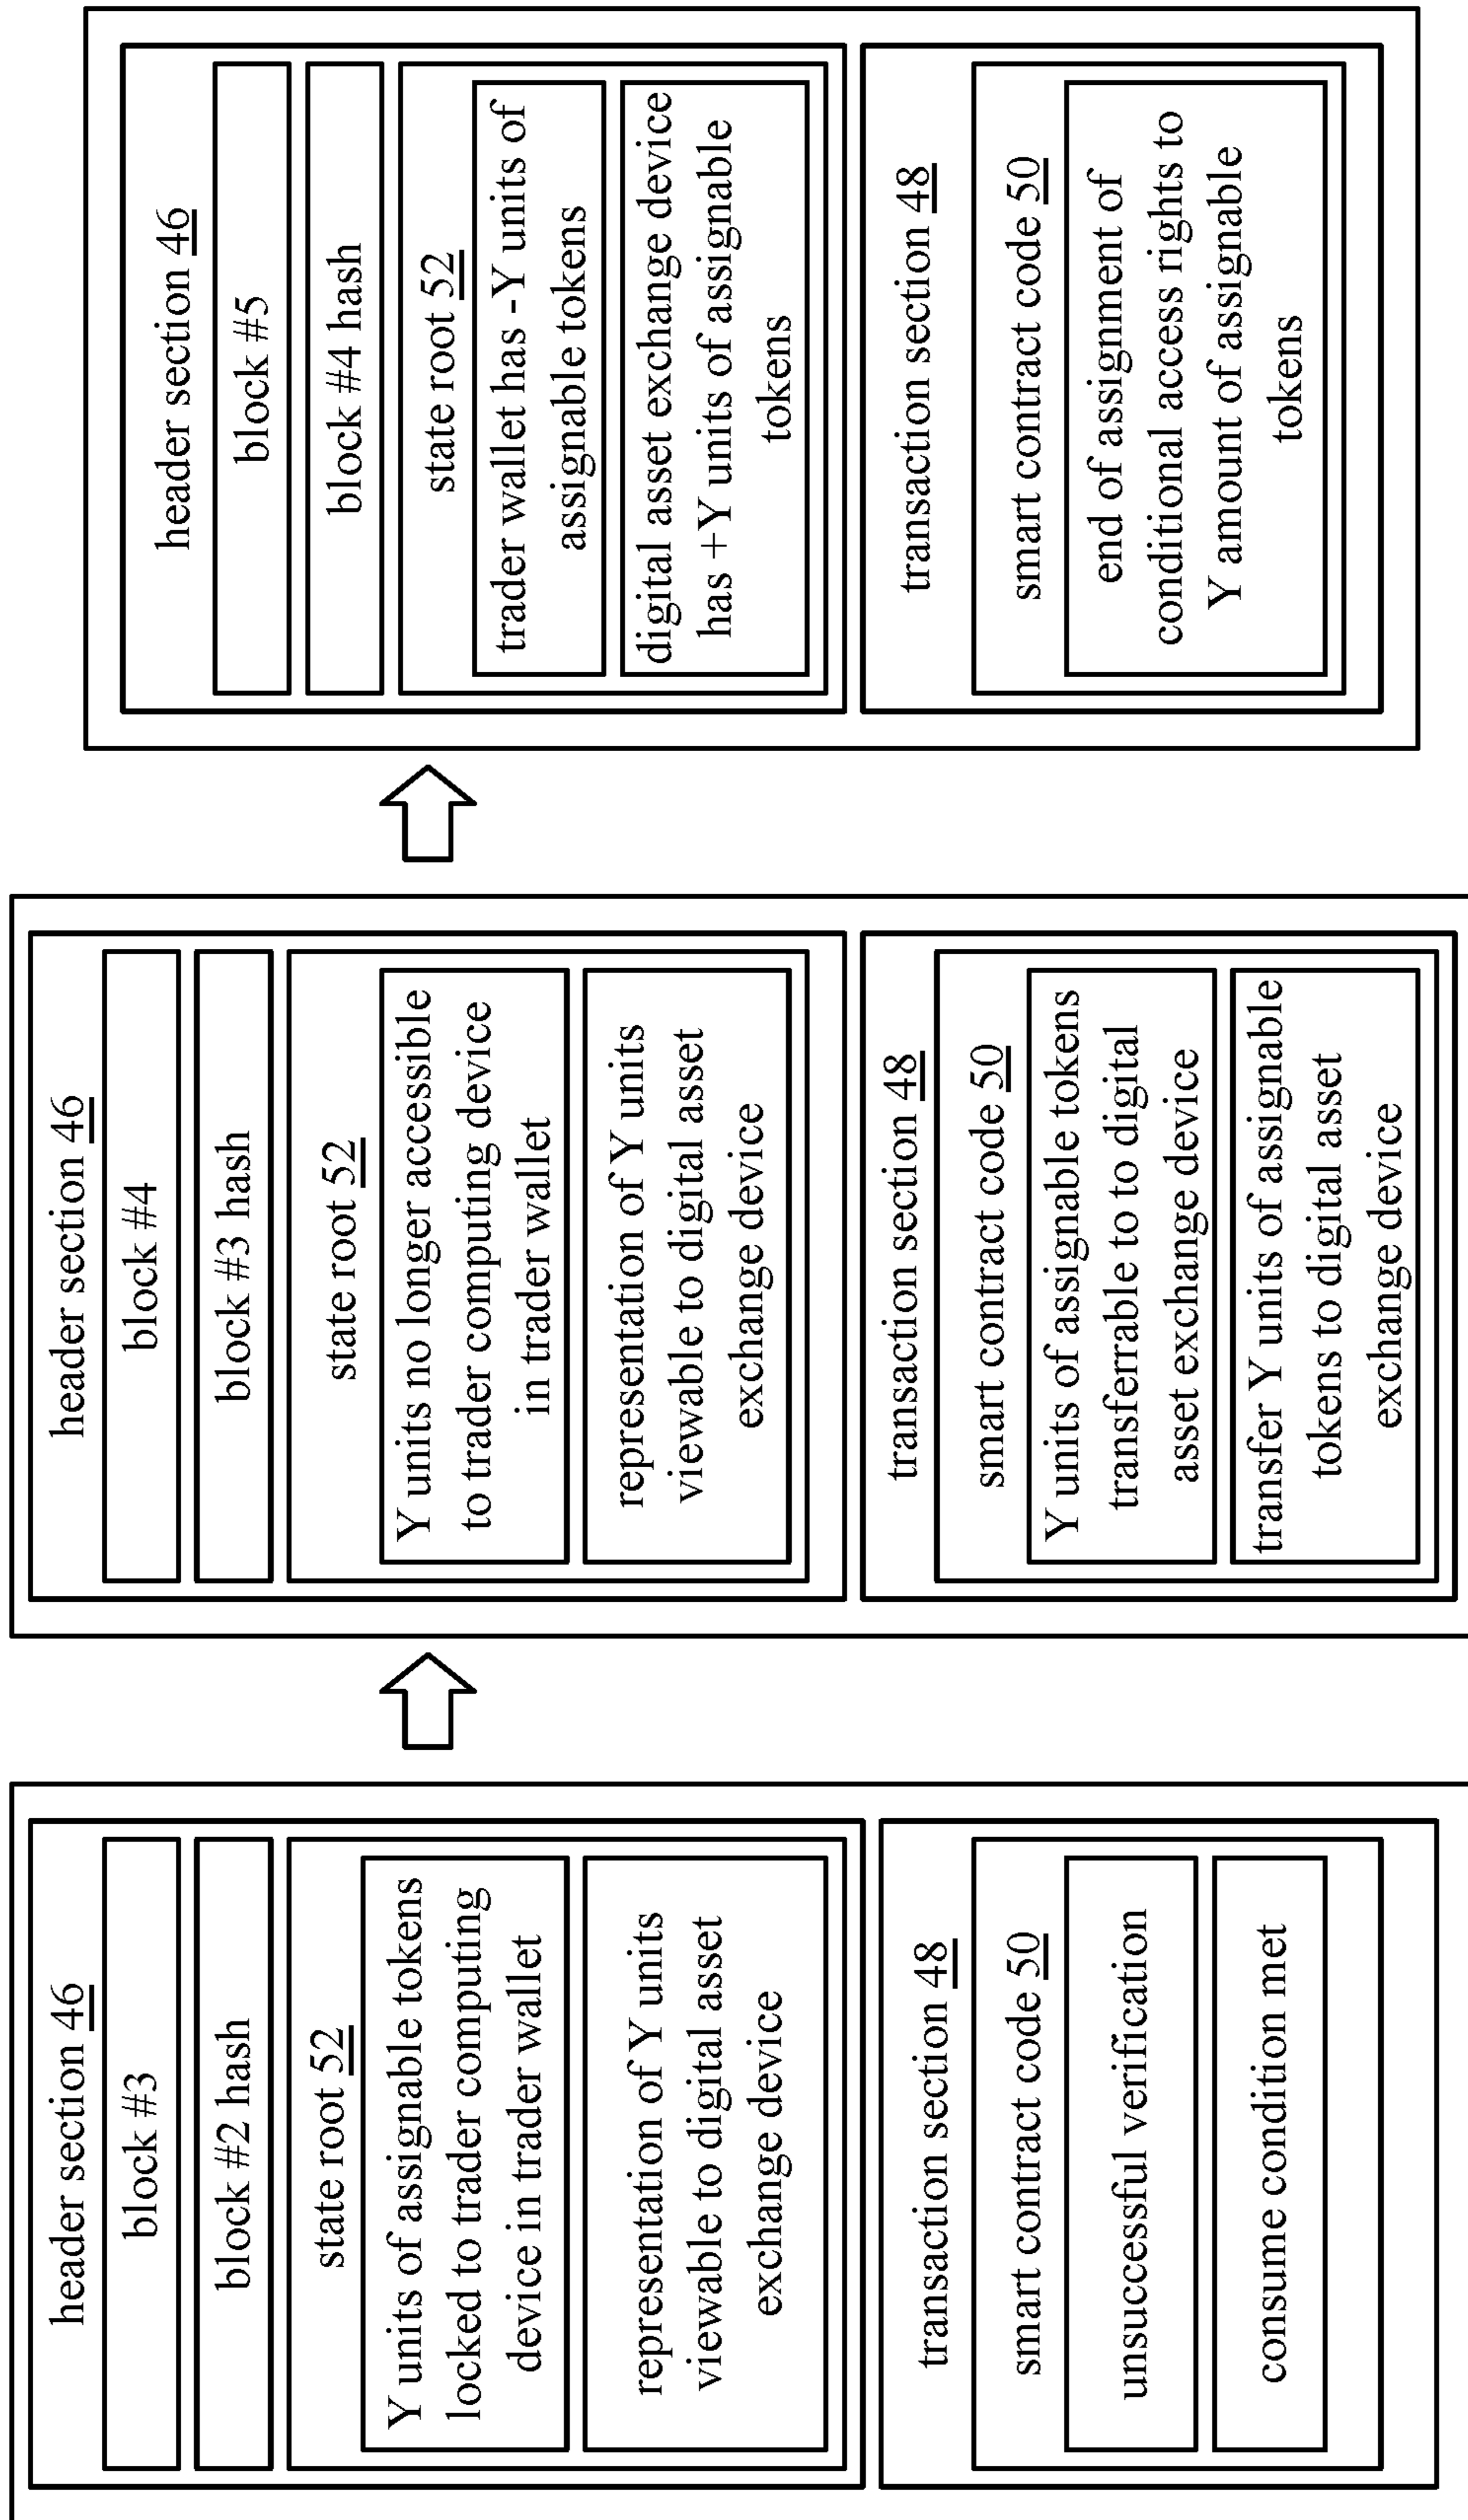 header section 46
block #3
block #2 hash
state root 52
Y units of assignable tokens
locked to trader computing
device in trader wallet
representation of Y units
viewable to digital asset
exchange device
transaction section 48
smart contract code 50
unsuccessful verification
consume condition met
header section 46
block #4
block #3 hash
state root 52
Y units no longer accessible
to trader computing device
in trader wallet
representation of Y units
viewable to digital asset
exchange device
transaction section 48
smart contract code 50
Y units of assignable tokens
transferrable to to digital
asset exchange device
transfer Y units of assignable
tokens to digital asset
exchange device
header section 46
block #5
block #4 hash
state root 52
trader wallet has -Y units of
assignable tokens
digital asset exchange device
has +Y units of assignable
tokens
transaction section 48
smart contract code 50
end of assignment of
conditional access rights to
Y amount of assignable
tokens